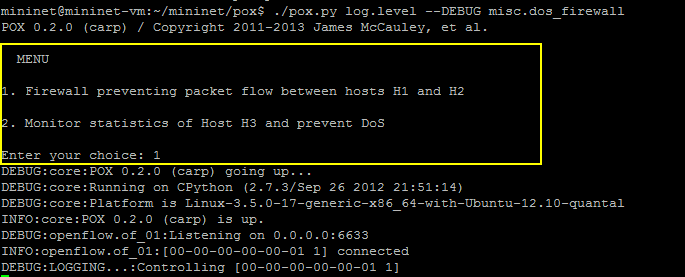 mininet@mininet-vm:~/mininet/pox$ ./pox.py log.level --DEBUG misc.dos_firewall
POX 0.2.0 (carp) / Copyright 2011-2013 James McCauley, et al.
MENU
1. Firewall preventing packet flow between hosts H1 and H2
2. Monitor statistics of Host H3 and prevent DoS
Enter your choice: 1
DEBUG:core:POX 0.2.0 (carp) going up...
DEBUG:core:Running on CPython (2.7.3/Sep 26 2012 21:51:14)
DEBUG:core:Platform is Linux-3.5.0-17-generic-x86_64-with-Ubuntu-12.10-quantal
INFO:core:POX 0.2.0 (carp) is up.
DEBUG:openflow.of_01:Listening on 0.0.0.0:6633
INFO:openflow.of_01:[00-00-00-00-00-01 1] connected
DEBUG:LOGGING...:Controlling [00-00-00-00-00-01 1]